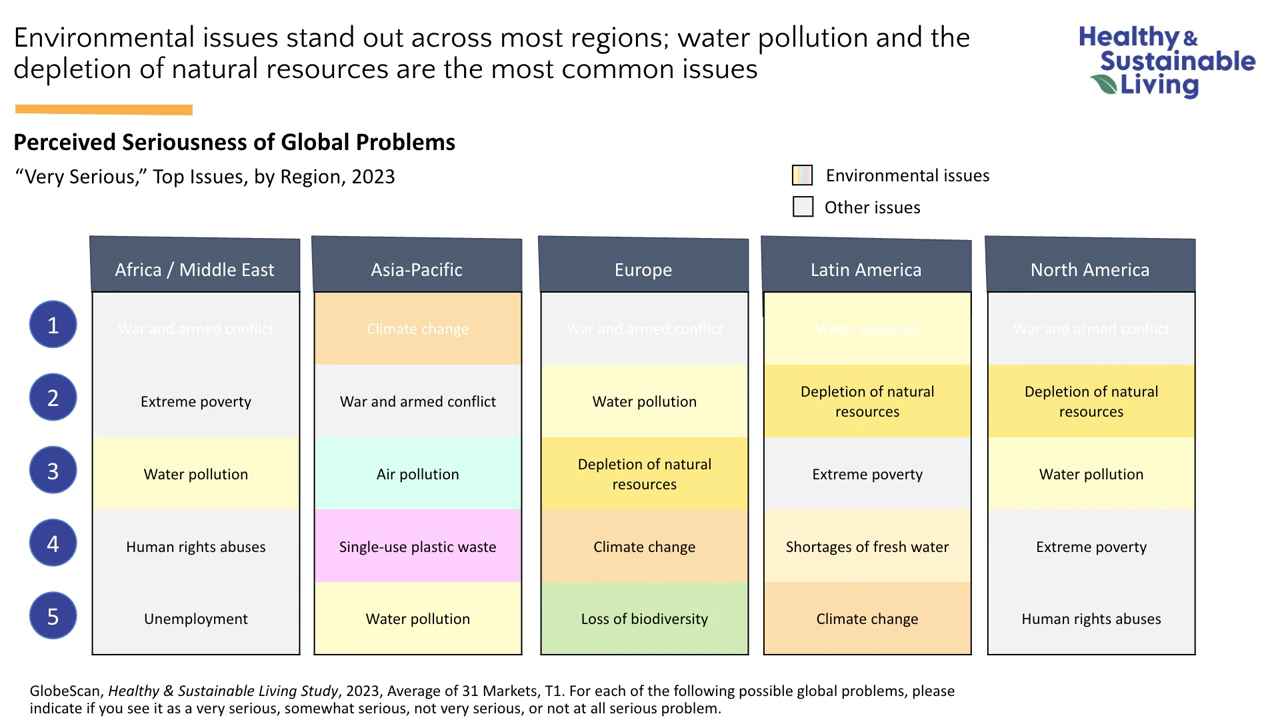 Environmental issues stand out across most regions; water pollution and the
depletion of natural resources are the most common issues
Healthy &
Sustainable
Living
Perceived Seriousness of Global Problems
“Very Serious,” Top Issues, by Region, 2023
Environmental issues
Other issues
Africa / Middle East
Asia-Pacific
Europe
Latin America
North America
1
War and armed conflict
Climate change
War and armed conflict
Water pollution
War and armed conflict
2
Extreme poverty
War and armed conflict
Water pollution
Depletion of natural
resources
Depletion of natural
resources
3
Water pollution
Air pollution
Depletion of natural
resources
Extreme poverty
Water pollution
4
Human rights abuses
Single-use plastic waste
Climate change
Shortages of fresh water
Extreme poverty
5
Unemployment
Water pollution
Loss of biodiversity
Climate change
Human rights abuses
GlobeScan, Healthy & Sustainable Living Study, 2023, Average of 31 Markets, T1. For each of the following possible global problems, please
indicate if you see it as a very serious, somewhat serious, not very serious, or not at all serious problem.